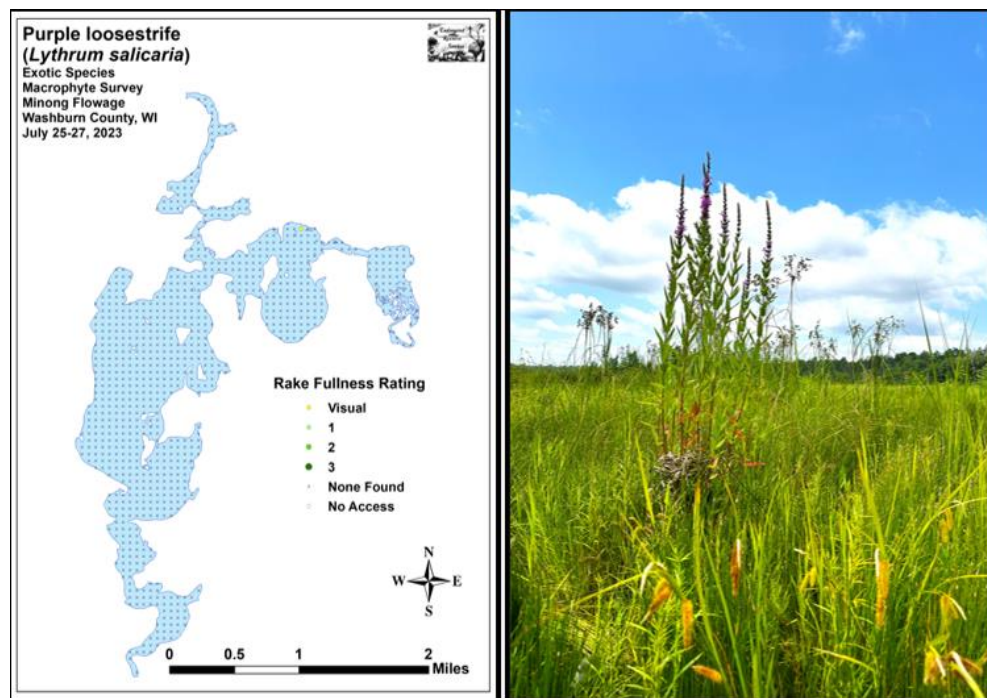 Purple loosestrife
(Lythrum salicaria)
Exotic Species
Macrophyte Survey
Minong Flowage
Washburn County, WI
July 25-27, 2023
Rake Fullness Rating
Visual
1
2
3
None Found
No Access
N
W E
S
0 0.5 1 2
Miles